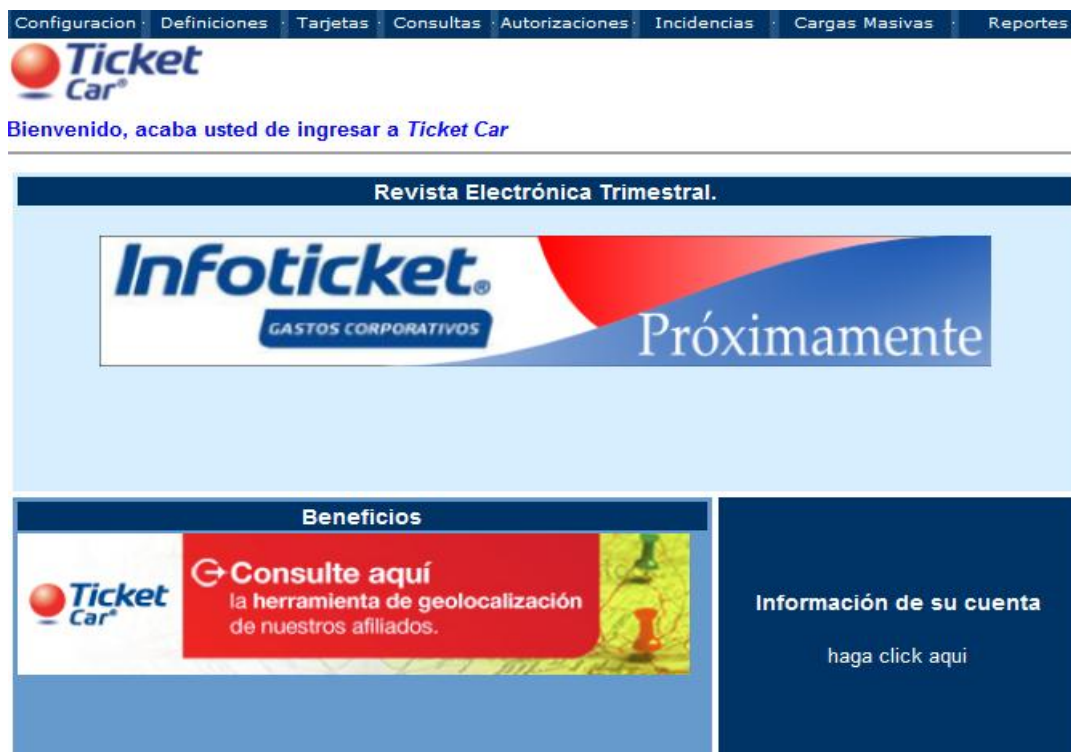 Configuracion · Definiciones · Tarjetas · Consultas · Autorizaciones · Incidencias · Cargas Masivas · Reportes
Ticket
Car®
Bienvenido, acaba usted de ingresar a Ticket Car
Revista Electrónica Trimestral.
Infoticket®
GASTOS CORPORATIVOS
Próximamente
Beneficios
Ticket
Car®
Consulte aquí
la herramienta de geolocalización
de nuestros afiliados.
Información de su cuenta
haga click aqui